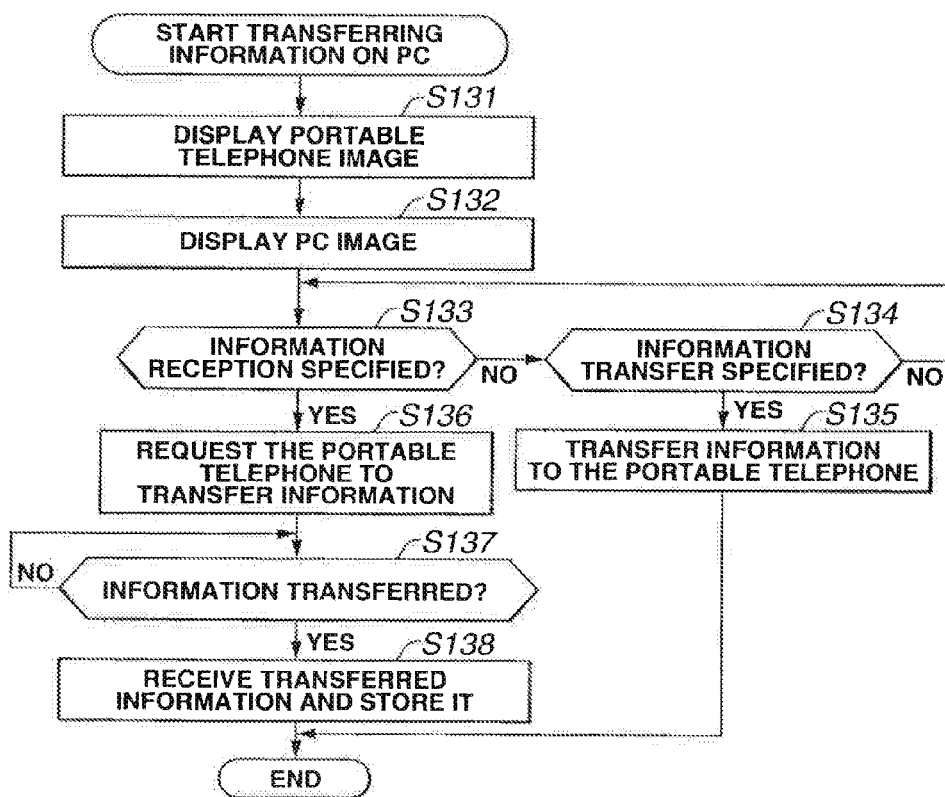 START TRANSFERRING
INFORMATION ON PC
S131
DISPLAY PORTABLE
TELEPHONE IMAGE
S132
DISPLAY PC IMAGE
S133
INFORMATION
RECEPTION SPECIFIED?
NO
S134
INFORMATION
TRANSFER SPECIFIED?
NO
YES
S136
REQUEST THE PORTABLE
TELEPHONE TO
TRANSFER INFORMATION
YES
S135
TRANSFER INFORMATION
TO THE PORTABLE TELEPHONE
S137
NO
INFORMATION TRANSFERRED?
YES
S138
RECEIVE TRANSFERRED
INFORMATION AND STORE IT
END